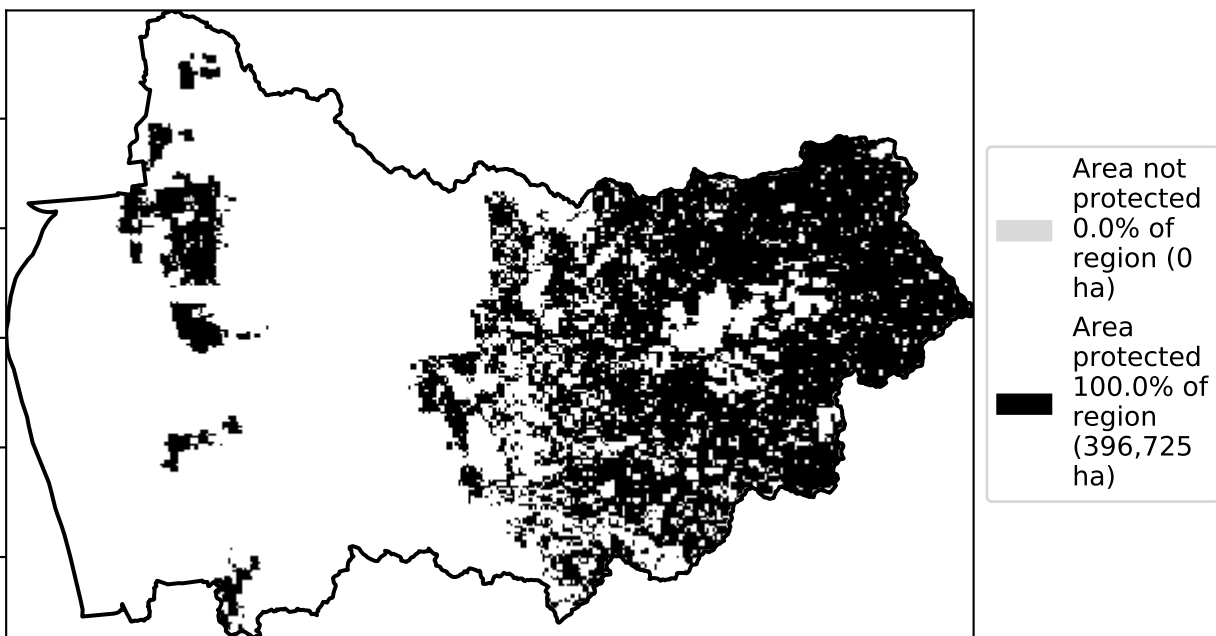 Area not
protected
0.0% of
region (0
ha)
Area
protected
100.0% of
region
(396,725
ha)